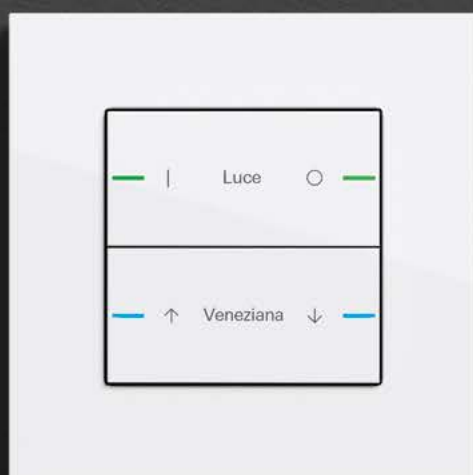 | Luce ○
↑ Veneziana ↓